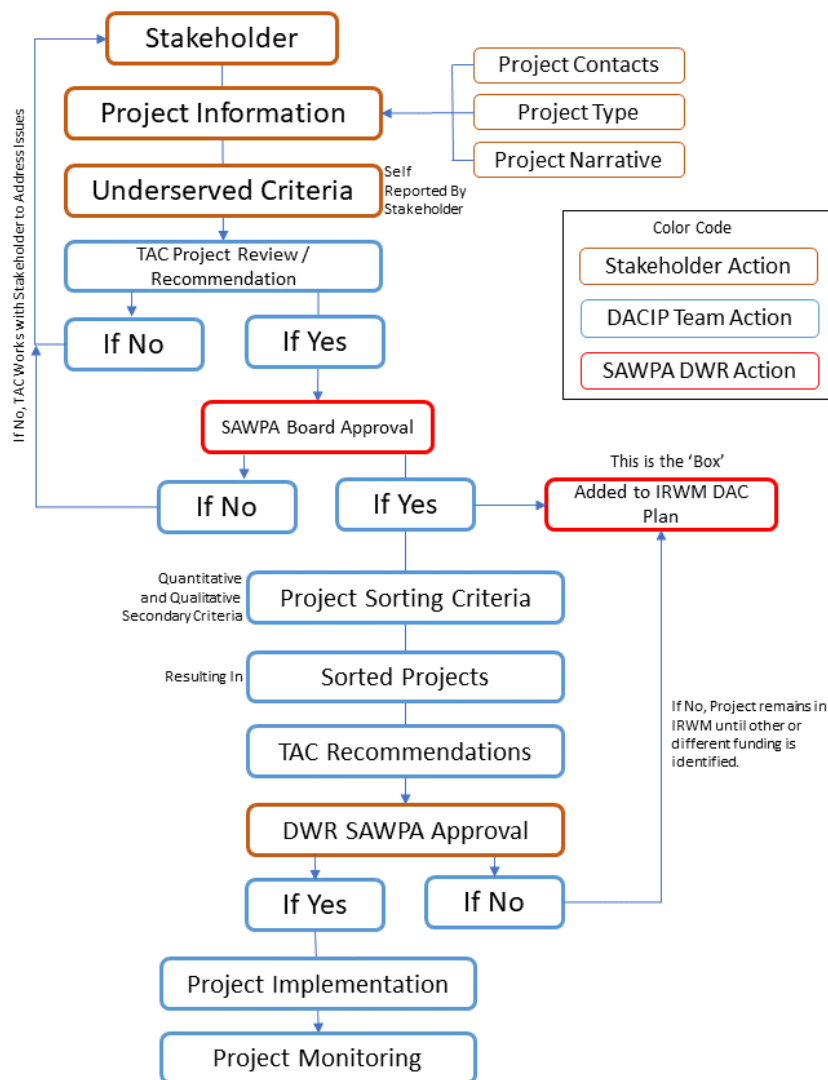 Stakeholder
Project Contacts
Project Information
Project Type
Project Narrative
Underserved Criteria
Self
Reported By
Stakeholder
If No, TAC Works with Stakeholder to Address Issues
Color Code
Stakeholder Action
DACIP Team Action
SAWPA DWR Action
TAC Project Review /
Recommendation
If No
If Yes
SAWPA Board Approval
If No
If Yes
This is the ‘Box’
Added to IRWM DAC
Plan
Quantitative
and Qualitative
Secondary Criteria
Project Sorting Criteria
Resulting In
Sorted Projects
If No, Project remains in
IRWM until other or
different funding is
identified.
TAC Recommendations
DWR SAWPA Approval
If Yes
If No
Project Implementation
Project Monitoring